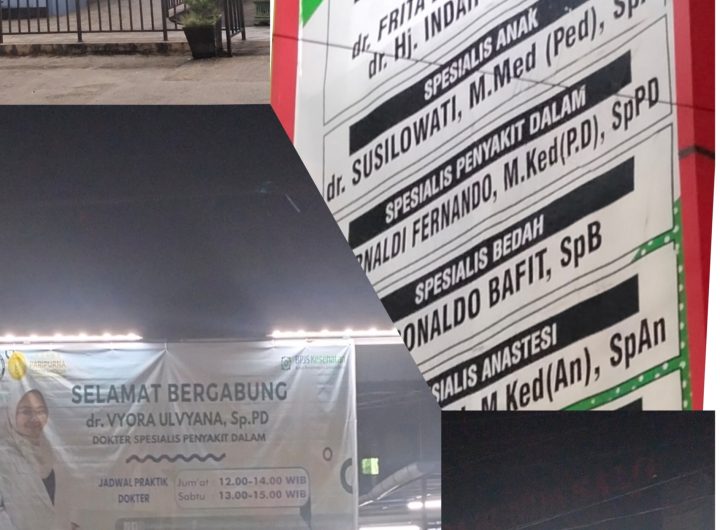 dr. FRITA
dr. Hj. INDAH
SPESIALIS ANAK
dr. SUSILOWATI, M.Med (Ped), Sp
SPESIALIS PENYAKIT DALAM
RNALDI FERNANDO, M.Ked(P.D), SpPD
SPESIALIS BEDAH
ONALDO BAFIT, SpB
SIALIS ANASTESI
M Ked(An), SpAn
PARIPURNA
BPJS Kesehatan
SELAMAT BERGABUNG
dr. VYORA ULVYANA, Sp.PD
DOKTER SPESIALIS PENYAKIT DALAM
JADWAL PRAKTIK DOKTER
Jum'at : 12.00-14.00 WIB
Sabtu : 13.00-15.00 WIB